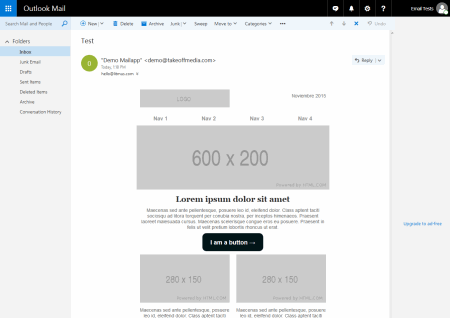 Outlook Mail
Email Tests
Search Mail and People
New
Delete
Archive
Junk
Sweep
Move to
Categories
Undo
Folders
Inbox
Junk Email
Drafts
Sent Items
Deleted Items
Archive
Conversation History
Test
"Demo Mailapp" <demo@takeoffmedia.com>
Today, 1:18 PM
Reply
LOGO
Novembre 2015
Nav 1 Nav 2 Nav 3 Nav 4
600 x 200
Powered by HTML.COM
Lorem ipsum dolor sit amet
Maecenas sed ante pellentesque, posuere leo id, eleifend dolor. Class aptent taciti
sociosqu ad litora torquent per conubia nostra, per inceptos himenaeos. Praesent
laoreet malesuada cursus. Maecenas scelerisque congue eros eu posuere. Praesent in
felis ut velit pretium lobortis rhoncus ut erat.
I am a button →
280 x 150
Powered by HTML.COM
280 x 150
Powered by HTML.COM
Maecenas sed ante pellentesque, posuere
leo id, eleifend dolor. Class aptent taciti
Maecenas sed ante pellentesque, posuere
leo id, eleifend dolor. Class aptent taciti
Upgrade to ad-free